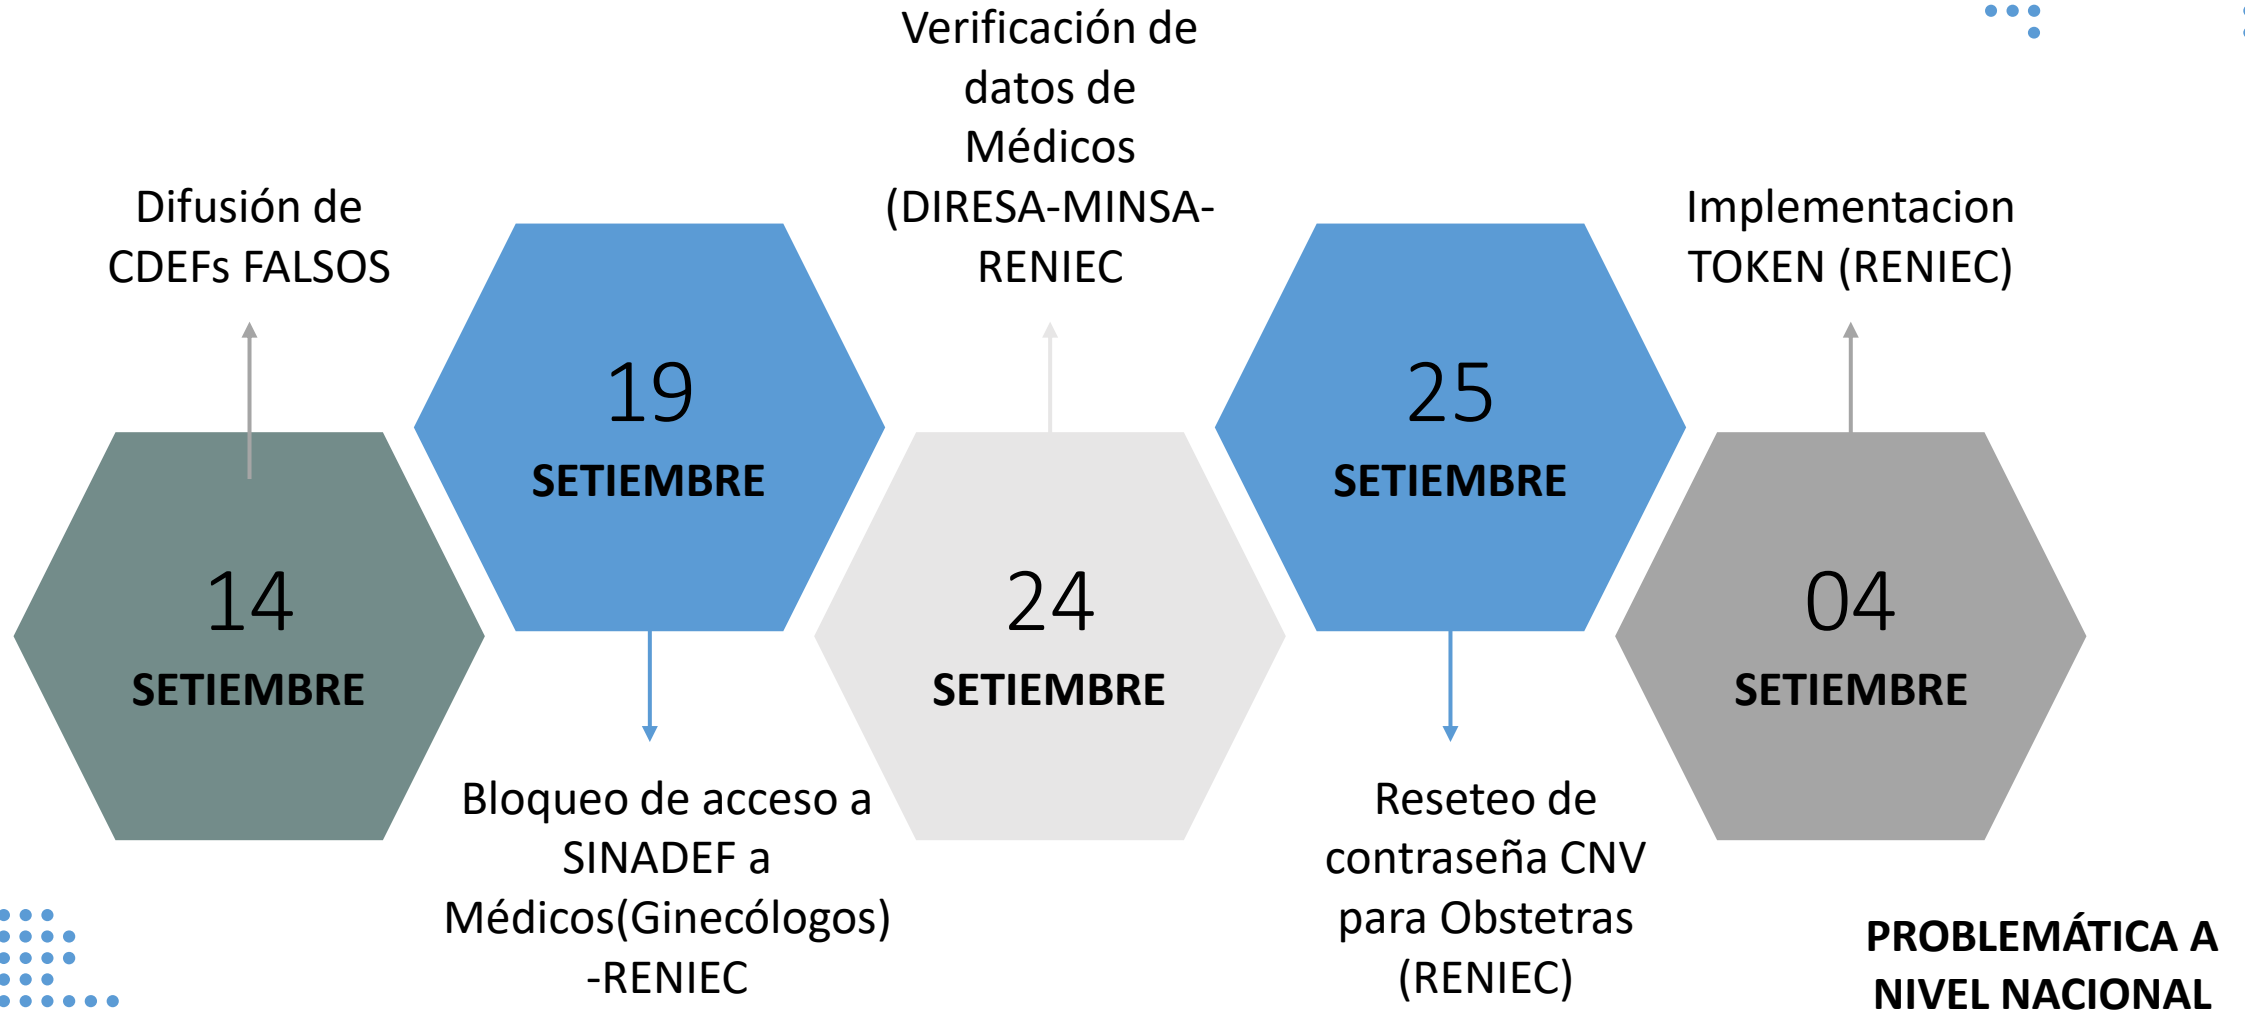 Difusión de
CDEFs FALSOS
14
SETIEMBRE
19
SETIEMBRE
Bloqueo de acceso a
SINADEF a
Médicos(Ginecólogos)
-RENIEC
Verificación de
datos de
Médicos
(DIRESA-MINSA-
RENIEC
24
SETIEMBRE
25
SETIEMBRE
Reseteo de
contraseña CNV
para Obstetras
(RENIEC)
Implementacion
TOKEN (RENIEC)
04
SETIEMBRE
PROBLEMÁTICA A
NIVEL NACIONAL